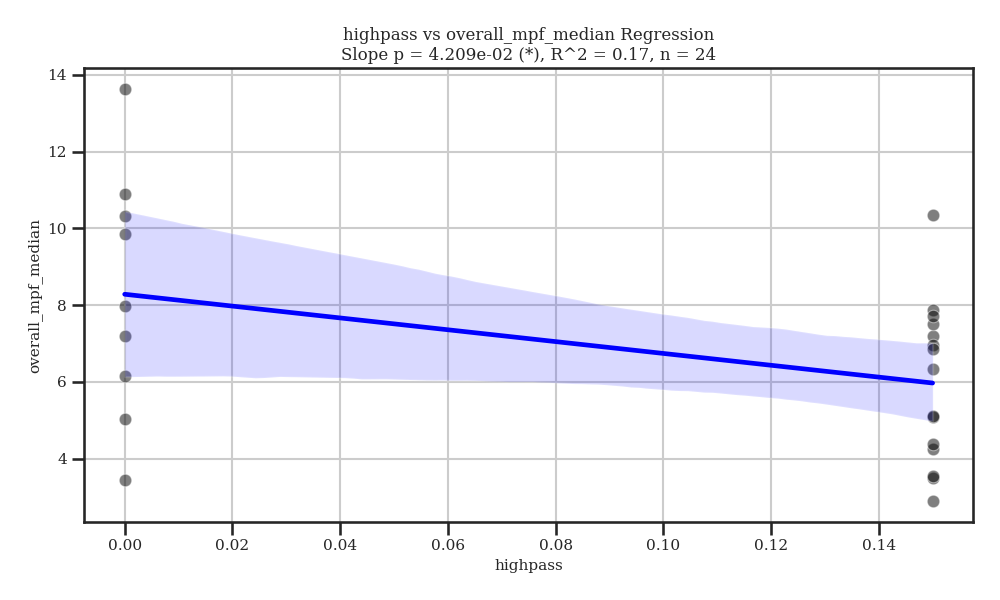 highpass vs overall_mpf_median Regression
Slope p = 4.209e-02 (*), R^2 = 0.17, n = 24
14
12
10
8
6
4
overall_mpf_median
0.00 0.02 0.04 0.06 0.08 0.10 0.12 0.14
highpass